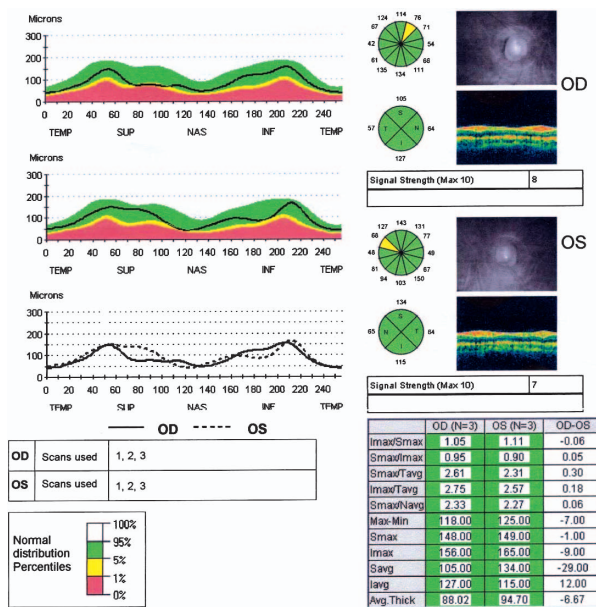 Microns
300
200
100
0
0 20 40 60 80 100 120 140 160 180 200 220 240
TEMP SUP NAS INF TEMP
114
124 76
67 71
42 54
61 66
135 111
134
105
S
57 T N 64
I
127
OD
Signal Strength (Max 10) 8
300
200
100
0
0 20 40 60 80 100 120 140 160 180 200 220 240
TEMP SUP NAS INF TEMP
143
127 131
68 77
48 49
81 67
94 150
103
134
S
65 N T 84
I
115
OS
Signal Strength (Max 10) 7
Microns
300
200
100
0
0 20 40 60 80 100 120 140 160 180 200 220 240
TEMP SUP NAS INF TEMP
OD OS
OD Scans used 1, 2, 3
OS Scans used 1, 2, 3
Normal
distribution
Percentiles
100%
95%
5%
1%
0%
OD (N=3) OS (N=3) OD-OS
Imax/Smax 1.05 1.11 -0.06
Smax/Imax 0.95 0.90 0.05
Smax/Tavg 2.61 2.31 0.30
Imax/Tavg 2.75 2.57 0.18
Smax/Navg 2.33 2.27 0.06
Max-Min 118.00 125.00 -7.00
Smax 148.00 149.00 -1.00
Imax 156.00 165.00 -9.00
Savg 105.00 134.00 -29.00
Iavg 127.00 115.00 12.00
Avg.Thick 88.02 94.70 -6.67